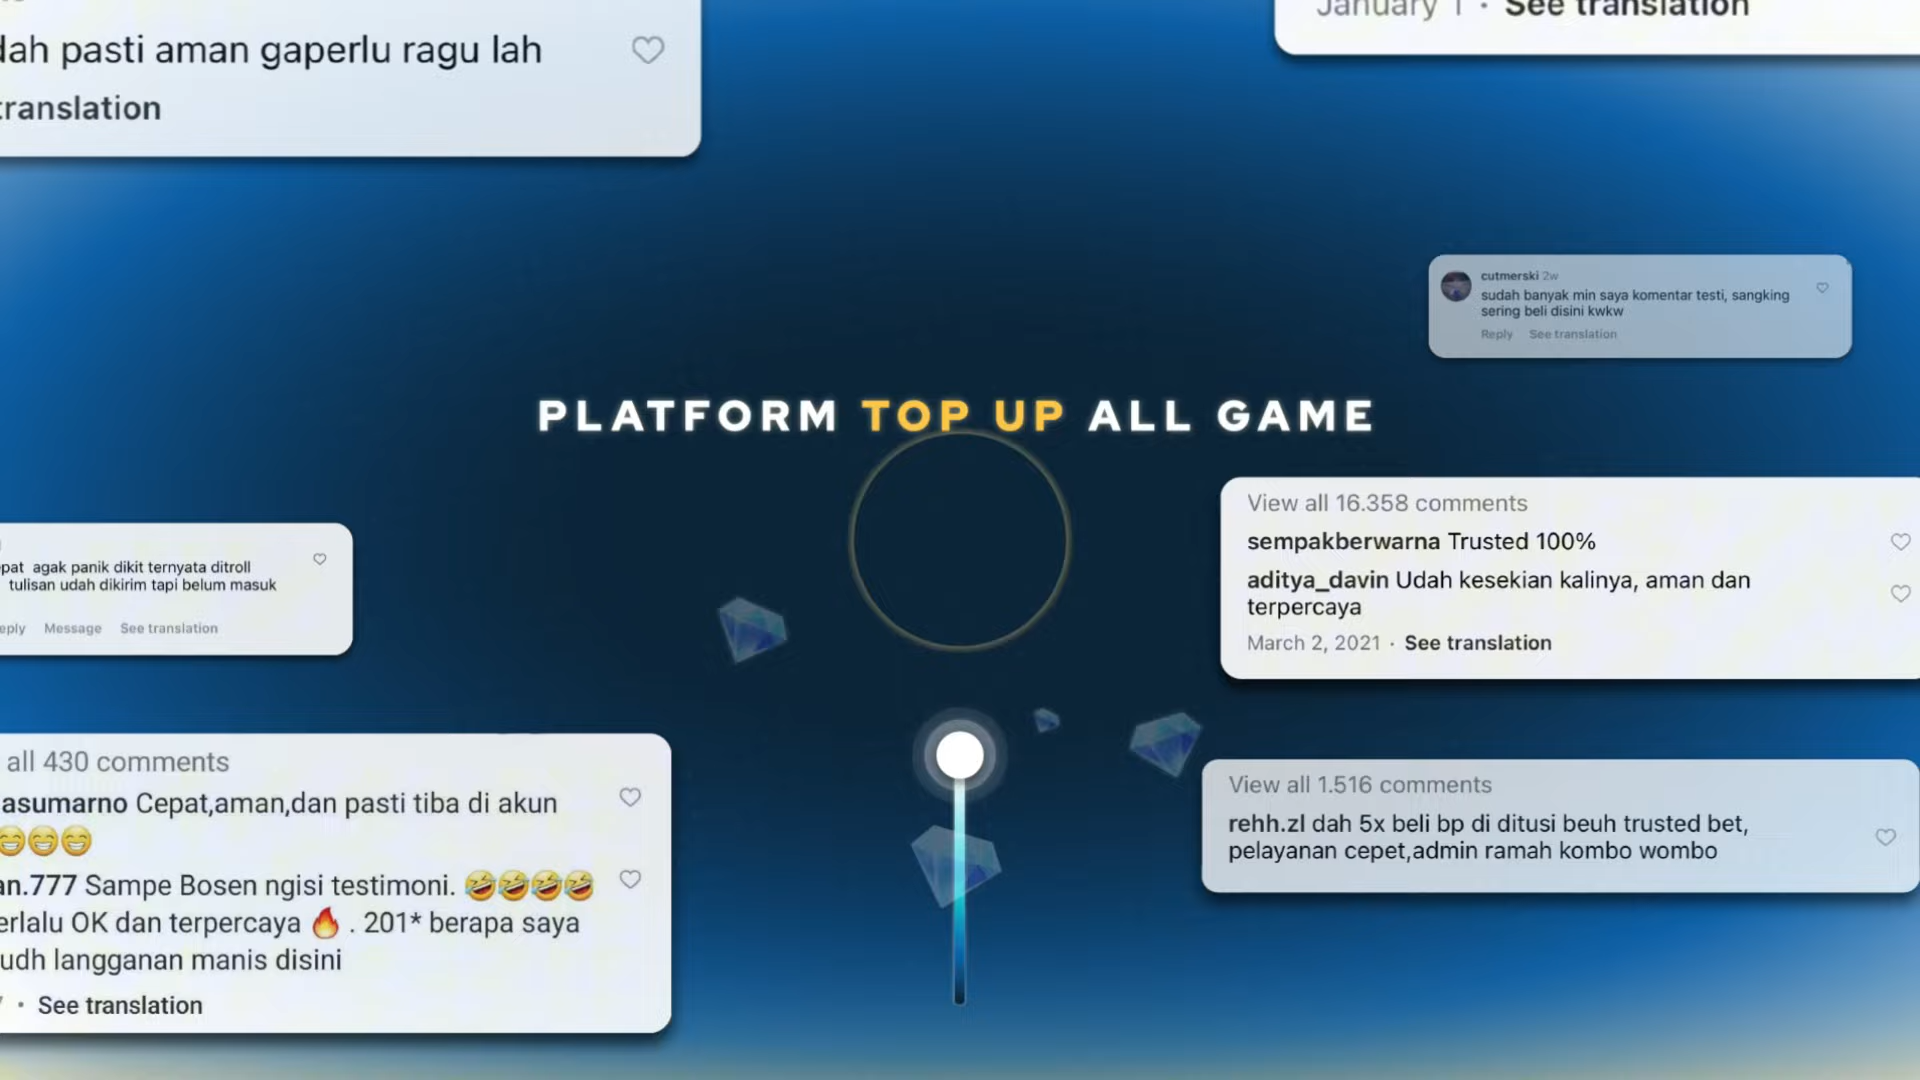 dah pasti aman gaperlu ragu lah
translation
January 1 · See translation
cutmerski 2w
sudah banyak min saya komentar testi, sangking
sering beli disini kwkw
Reply See translation
PLATFORM TOP UP ALL GAME
View all 16.358 comments
sempakberwarna Trusted 100%
aditya_davin Udah kesekian kalinya, aman dan
terpercaya
March 2, 2021 · See translation
pat agak panik dikit ternyata ditroll
tulisan udah dikirim tapi belum masuk
eply Message See translation
all 430 comments
asumarno Cepat,aman,dan pasti tiba di akun
😁😁😁
an.777 Sampe Bosen ngisi testimoni. 🤣🤣🤣🤣
erlalu OK dan terpercaya 🔥 . 201* berapa saya
udh langganan manis disini
· See translation
View all 1.516 comments
rehh.zl dah 5x beli bp di ditusi beuh trusted bet,
pelayanan cepet,admin ramah kombo wombo